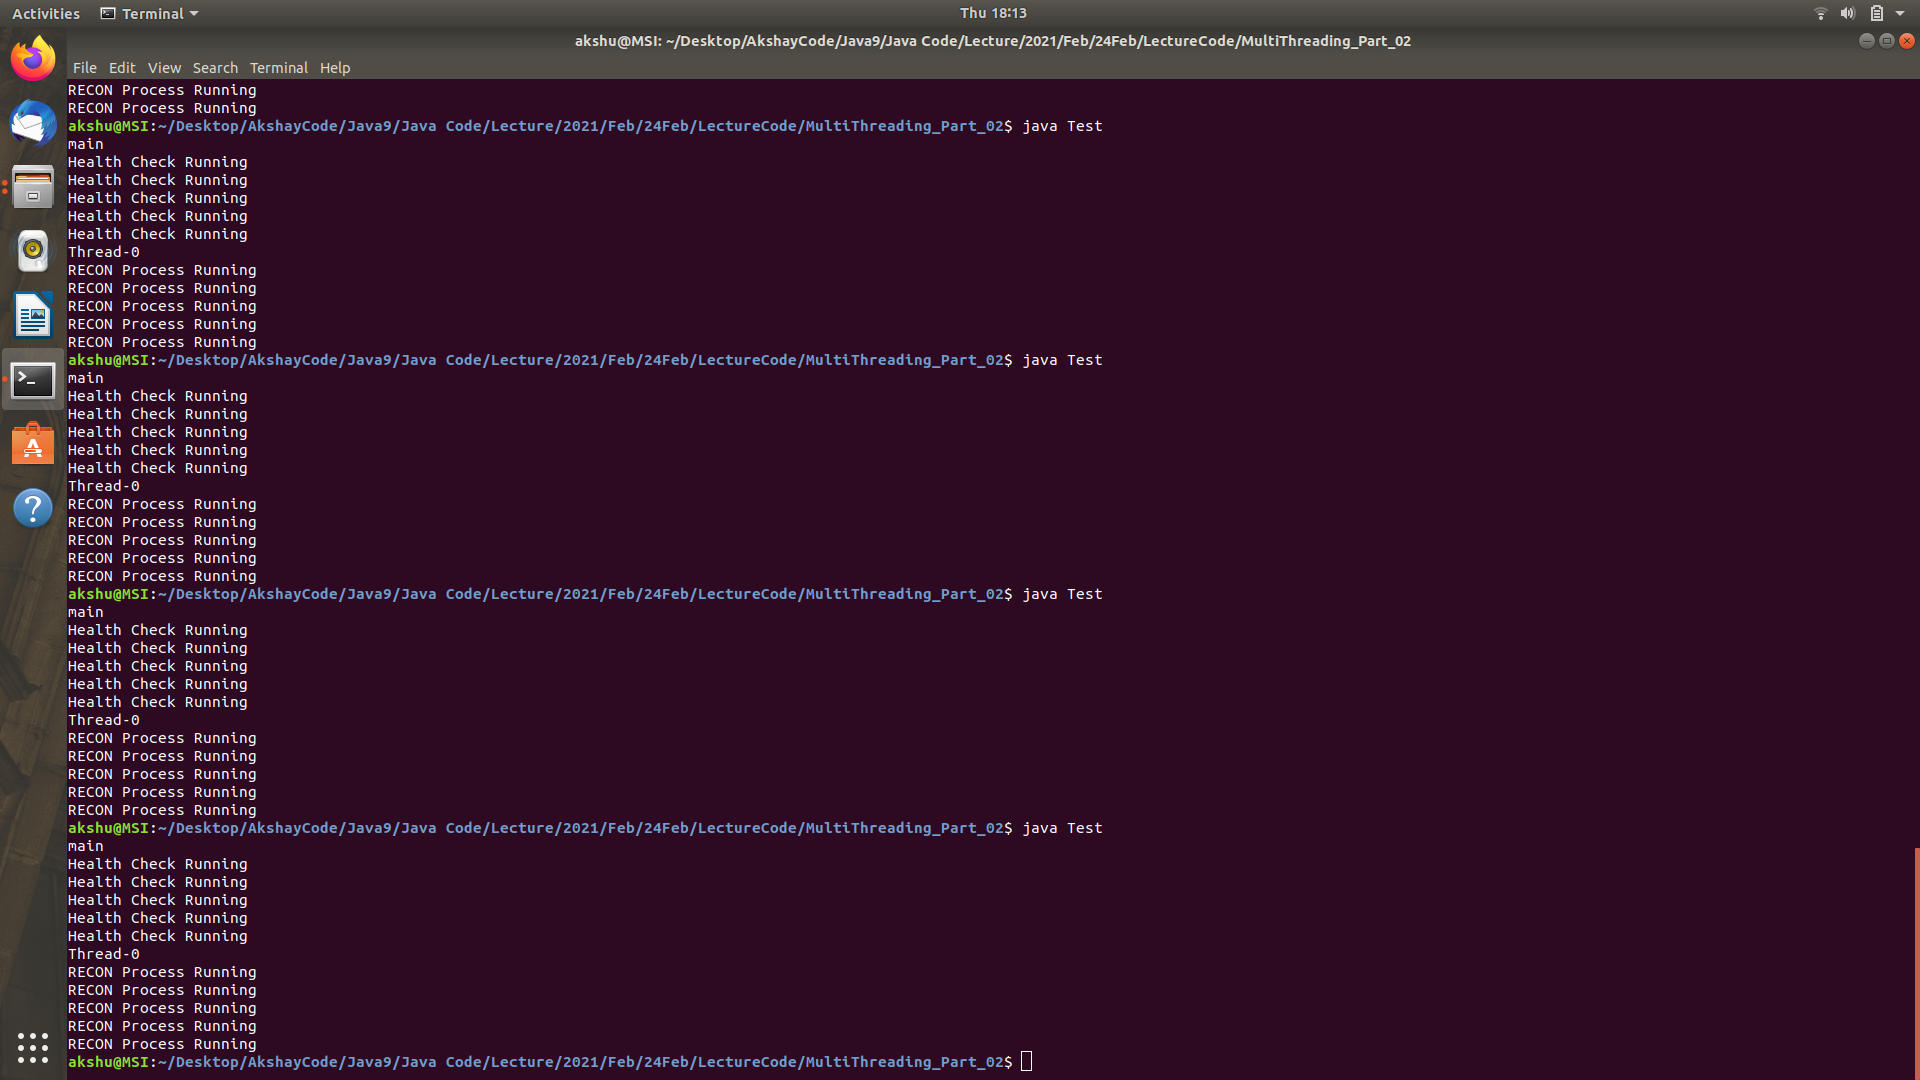 Activities Terminal Thu 18:13
akshu@MSI: ~/Desktop/AkshayCode/Java9/Java Code/Lecture/2021/Feb/24Feb/LectureCode/MultiThreading_Part_02
File Edit View Search Terminal Help
RECON Process Running
RECON Process Running
akshu@MSI:~/Desktop/AkshayCode/Java9/Java Code/Lecture/2021/Feb/24Feb/LectureCode/MultiThreading_Part_02$ java Test
main
Health Check Running
Health Check Running
Health Check Running
Health Check Running
Health Check Running
Thread-0
RECON Process Running
RECON Process Running
RECON Process Running
RECON Process Running
RECON Process Running
akshu@MSI:~/Desktop/AkshayCode/Java9/Java Code/Lecture/2021/Feb/24Feb/LectureCode/MultiThreading_Part_02$ java Test
main
Health Check Running
Health Check Running
Health Check Running
Health Check Running
Health Check Running
Thread-0
RECON Process Running
RECON Process Running
RECON Process Running
RECON Process Running
RECON Process Running
akshu@MSI:~/Desktop/AkshayCode/Java9/Java Code/Lecture/2021/Feb/24Feb/LectureCode/MultiThreading_Part_02$ java Test
main
Health Check Running
Health Check Running
Health Check Running
Health Check Running
Health Check Running
Thread-0
RECON Process Running
RECON Process Running
RECON Process Running
RECON Process Running
RECON Process Running
akshu@MSI:~/Desktop/AkshayCode/Java9/Java Code/Lecture/2021/Feb/24Feb/LectureCode/MultiThreading_Part_02$ java Test
main
Health Check Running
Health Check Running
Health Check Running
Health Check Running
Health Check Running
Thread-0
RECON Process Running
RECON Process Running
RECON Process Running
RECON Process Running
RECON Process Running
akshu@MSI:~/Desktop/AkshayCode/Java9/Java Code/Lecture/2021/Feb/24Feb/LectureCode/MultiThreading_Part_02$